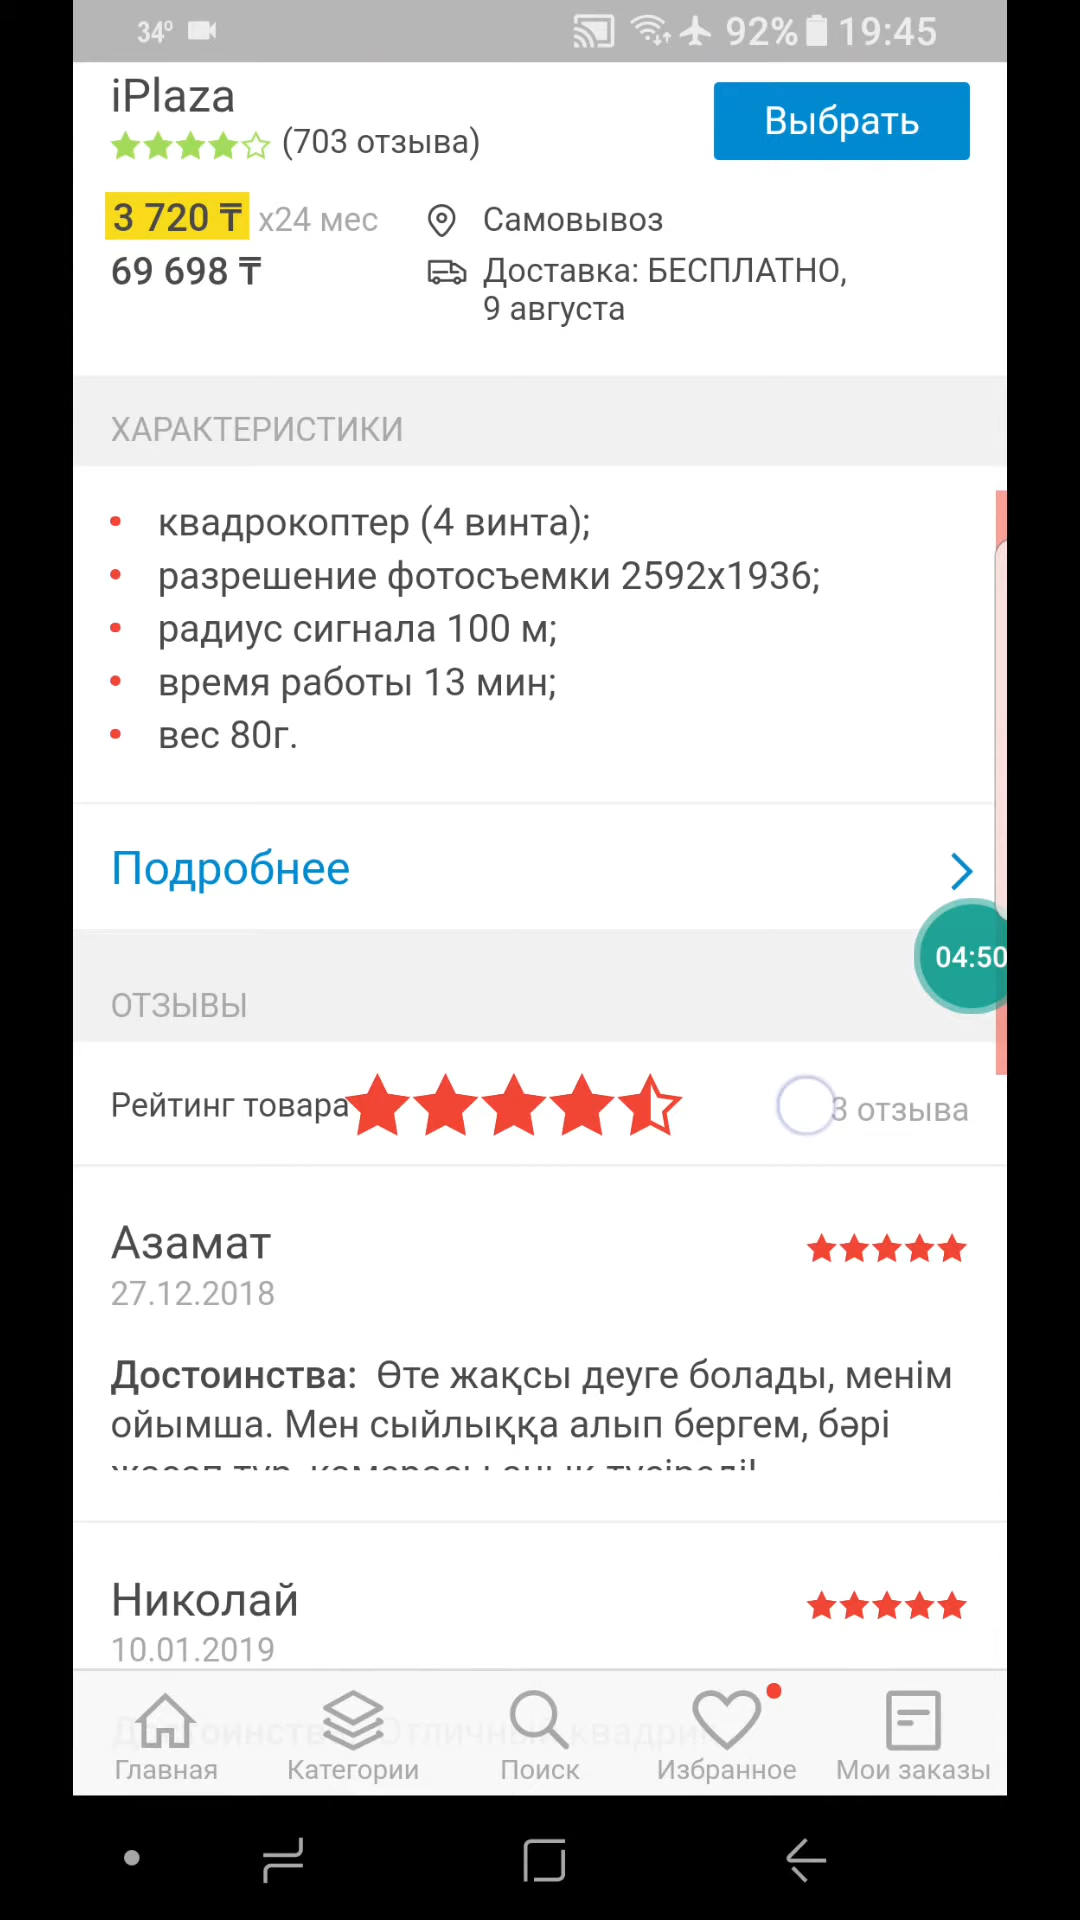 34° 92% 19:45
iPlaza
Выбрать
(703 отзыва)
3 720 ₸ x24 мес
Самовывоз
69 698 ₸
Доставка: БЕСПЛАТНО,
9 августа
ХАРАКТЕРИСТИКИ
• квадрокоптер (4 винта);
• разрешение фотосъемки 2592x1936;
• радиус сигнала 100 м;
• время работы 13 мин;
• вес 80г.
Подробнее
04:50
ОТЗЫВЫ
Рейтинг товара
3 отзыва
Азамат
27.12.2018
Достоинства: Өте жақсы деуге болады, менім
ойымша. Мен сыйлыққа алып бергем, бәрі
Николай
10.01.2019
Главная
Категории
Поиск
Избранное
Мои заказы